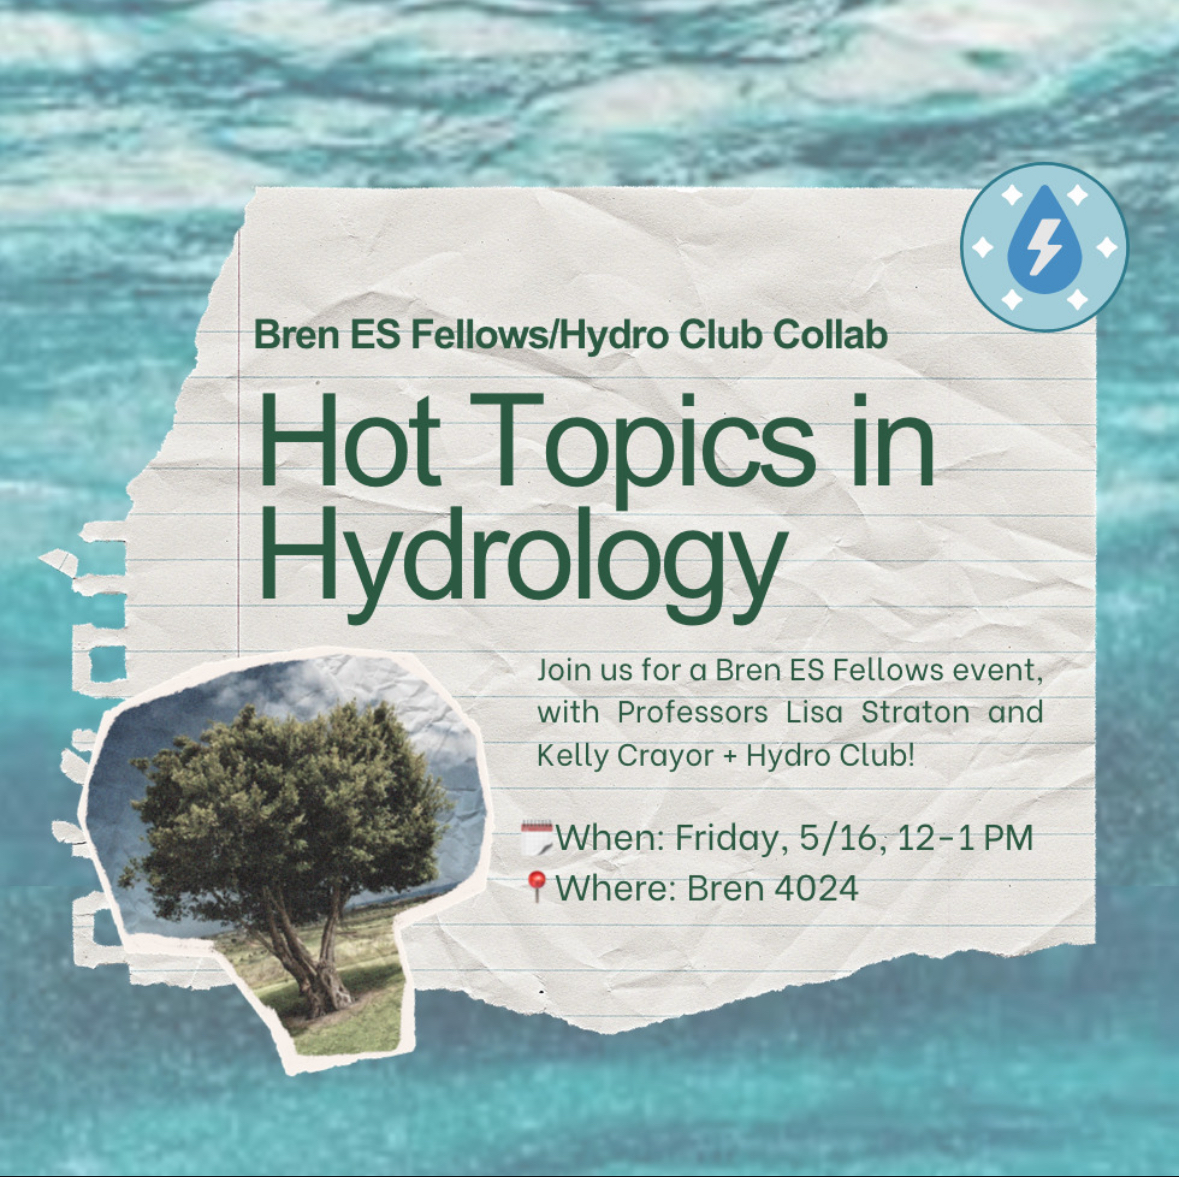 Bren ES Fellows/Hydro Club Collab
Hot Topics in
Hydrology
Join us for a Bren ES Fellows event,
with Professors Lisa Straton and
Kelly Crayor + Hydro Club!
When: Friday, 5/16, 12-1 PM
Where: Bren 4024